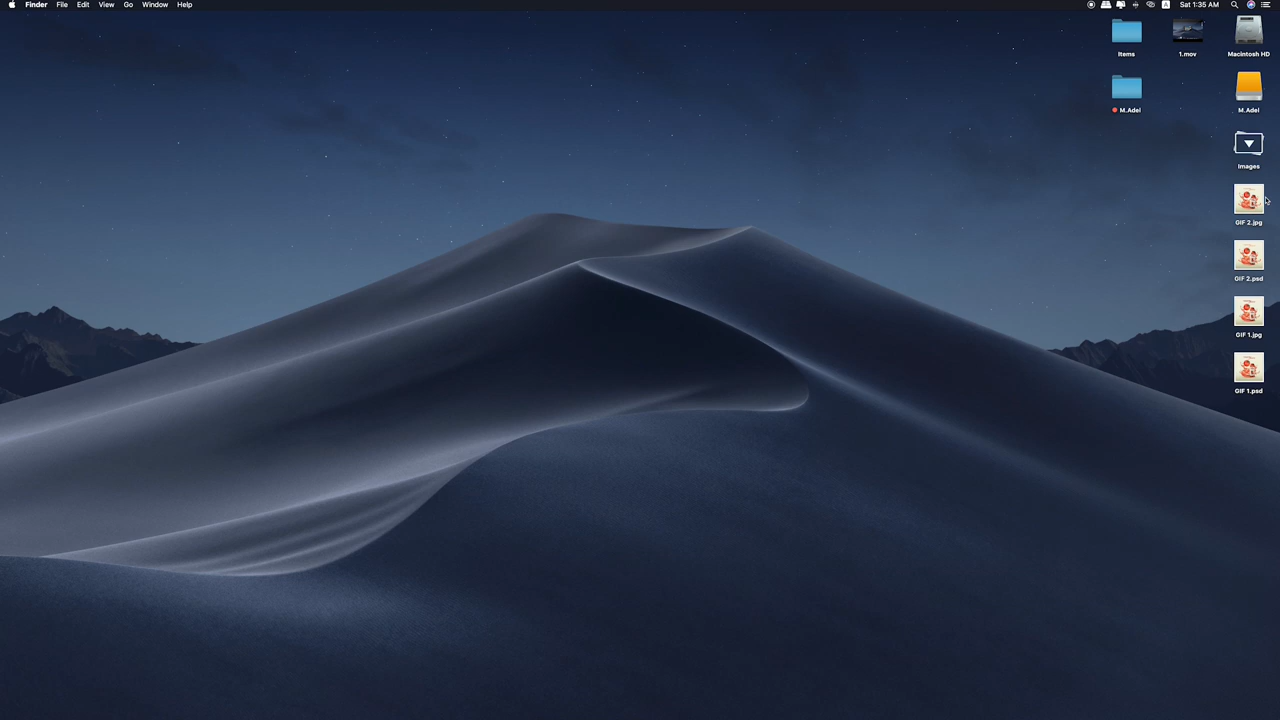 Finder File Edit View Go Window Help
A Sat 1:35 AM
Items
1.mov
Macintosh HD
M.Adel
M.Adel
Images
GIF 2.jpg
GIF 2.psd
GIF 1.jpg
GIF 1.psd